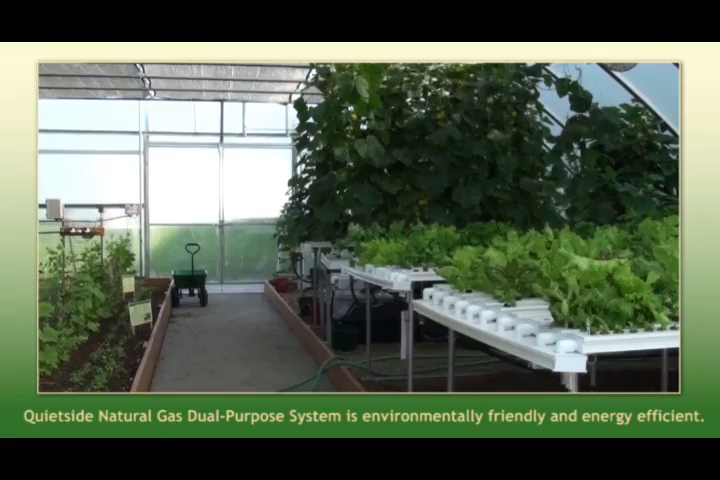 Quietside Natural Gas Dual-Purpose System is environmentally friendly and energy efficient.